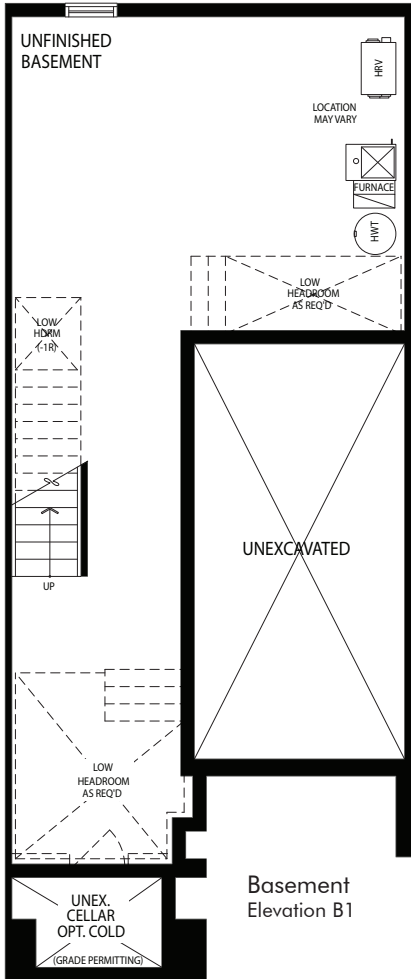 UNFINISHED
BASEMENT
HRV
LOCATION
MAY VARY
FURNACE
HWT
LOW
HEADROOM
AS REQ'D
LOW
HDRM
(-1R)
UNEXCAVATED
UP
LOW
HEADROOM
AS REQ'D
UNEX.
CELLAR
OPT. COLD
(GRADE PERMITTING)
Basement
Elevation B1